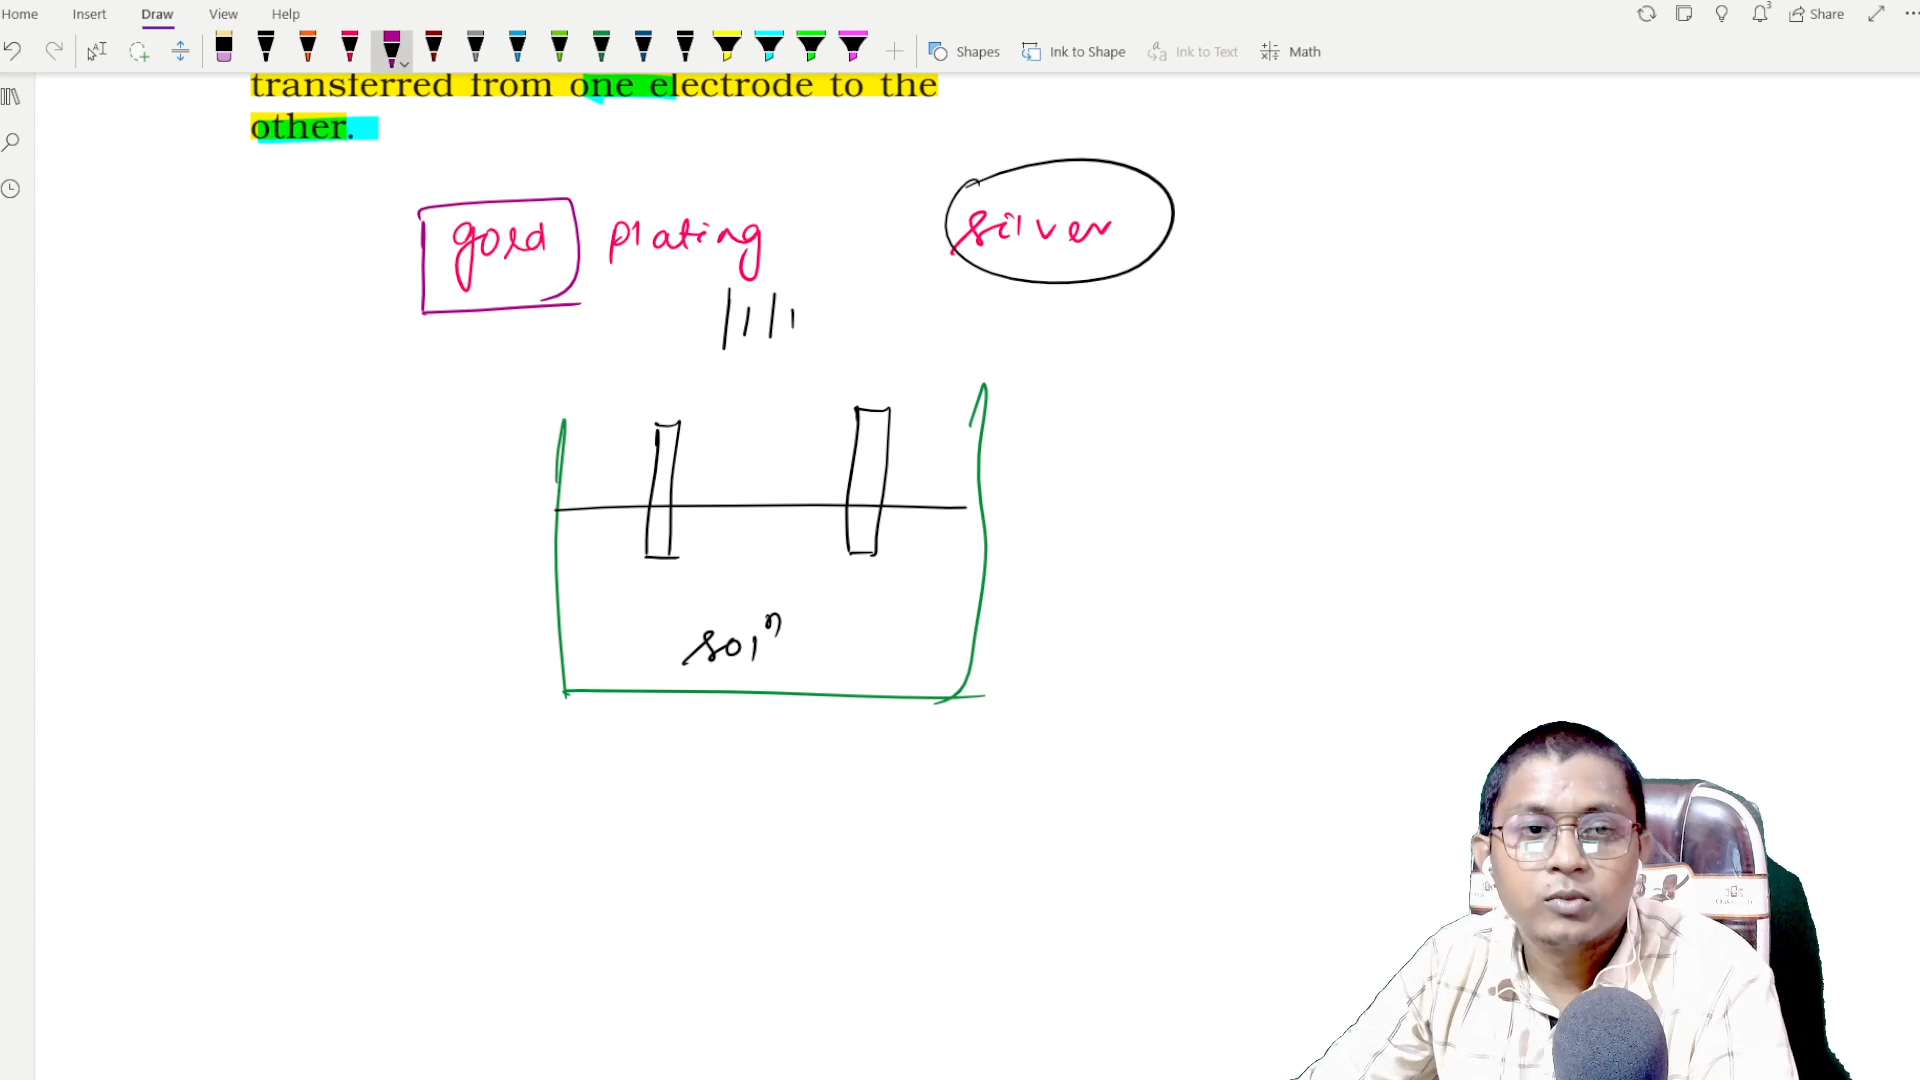 Home Insert Draw View Help
3 Share
Shapes Ink to Shape Ink to Text Math
transferred from one electrode to the
other.
gold plating silver
solⁿ